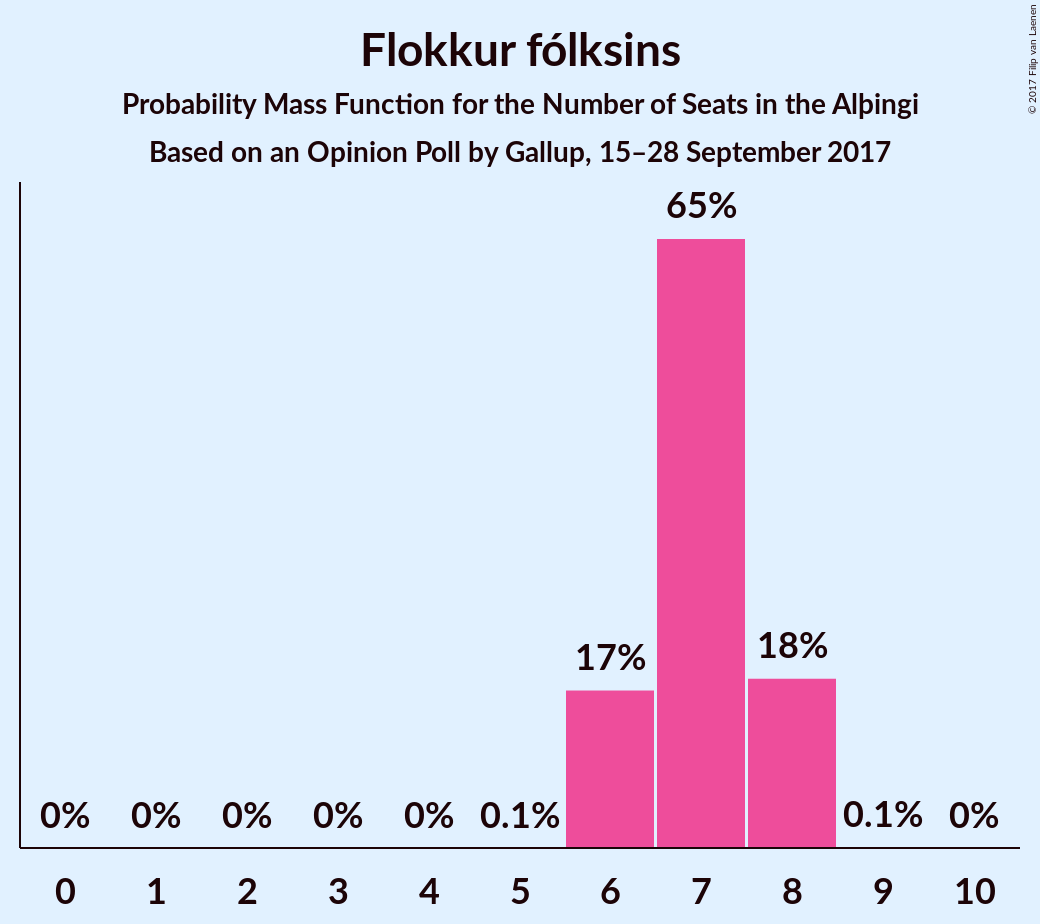 Flokkur fólksins
Probability Mass Function for the Number of Seats in the Alþingi
Based on an Opinion Poll by Gallup, 15–28 September 2017
© 2017 Filip van Laenen
65%
17%
18%
0% 0% 0% 0% 0% 0.1% 0.1% 0%
0 1 2 3 4 5 6 7 8 9 10